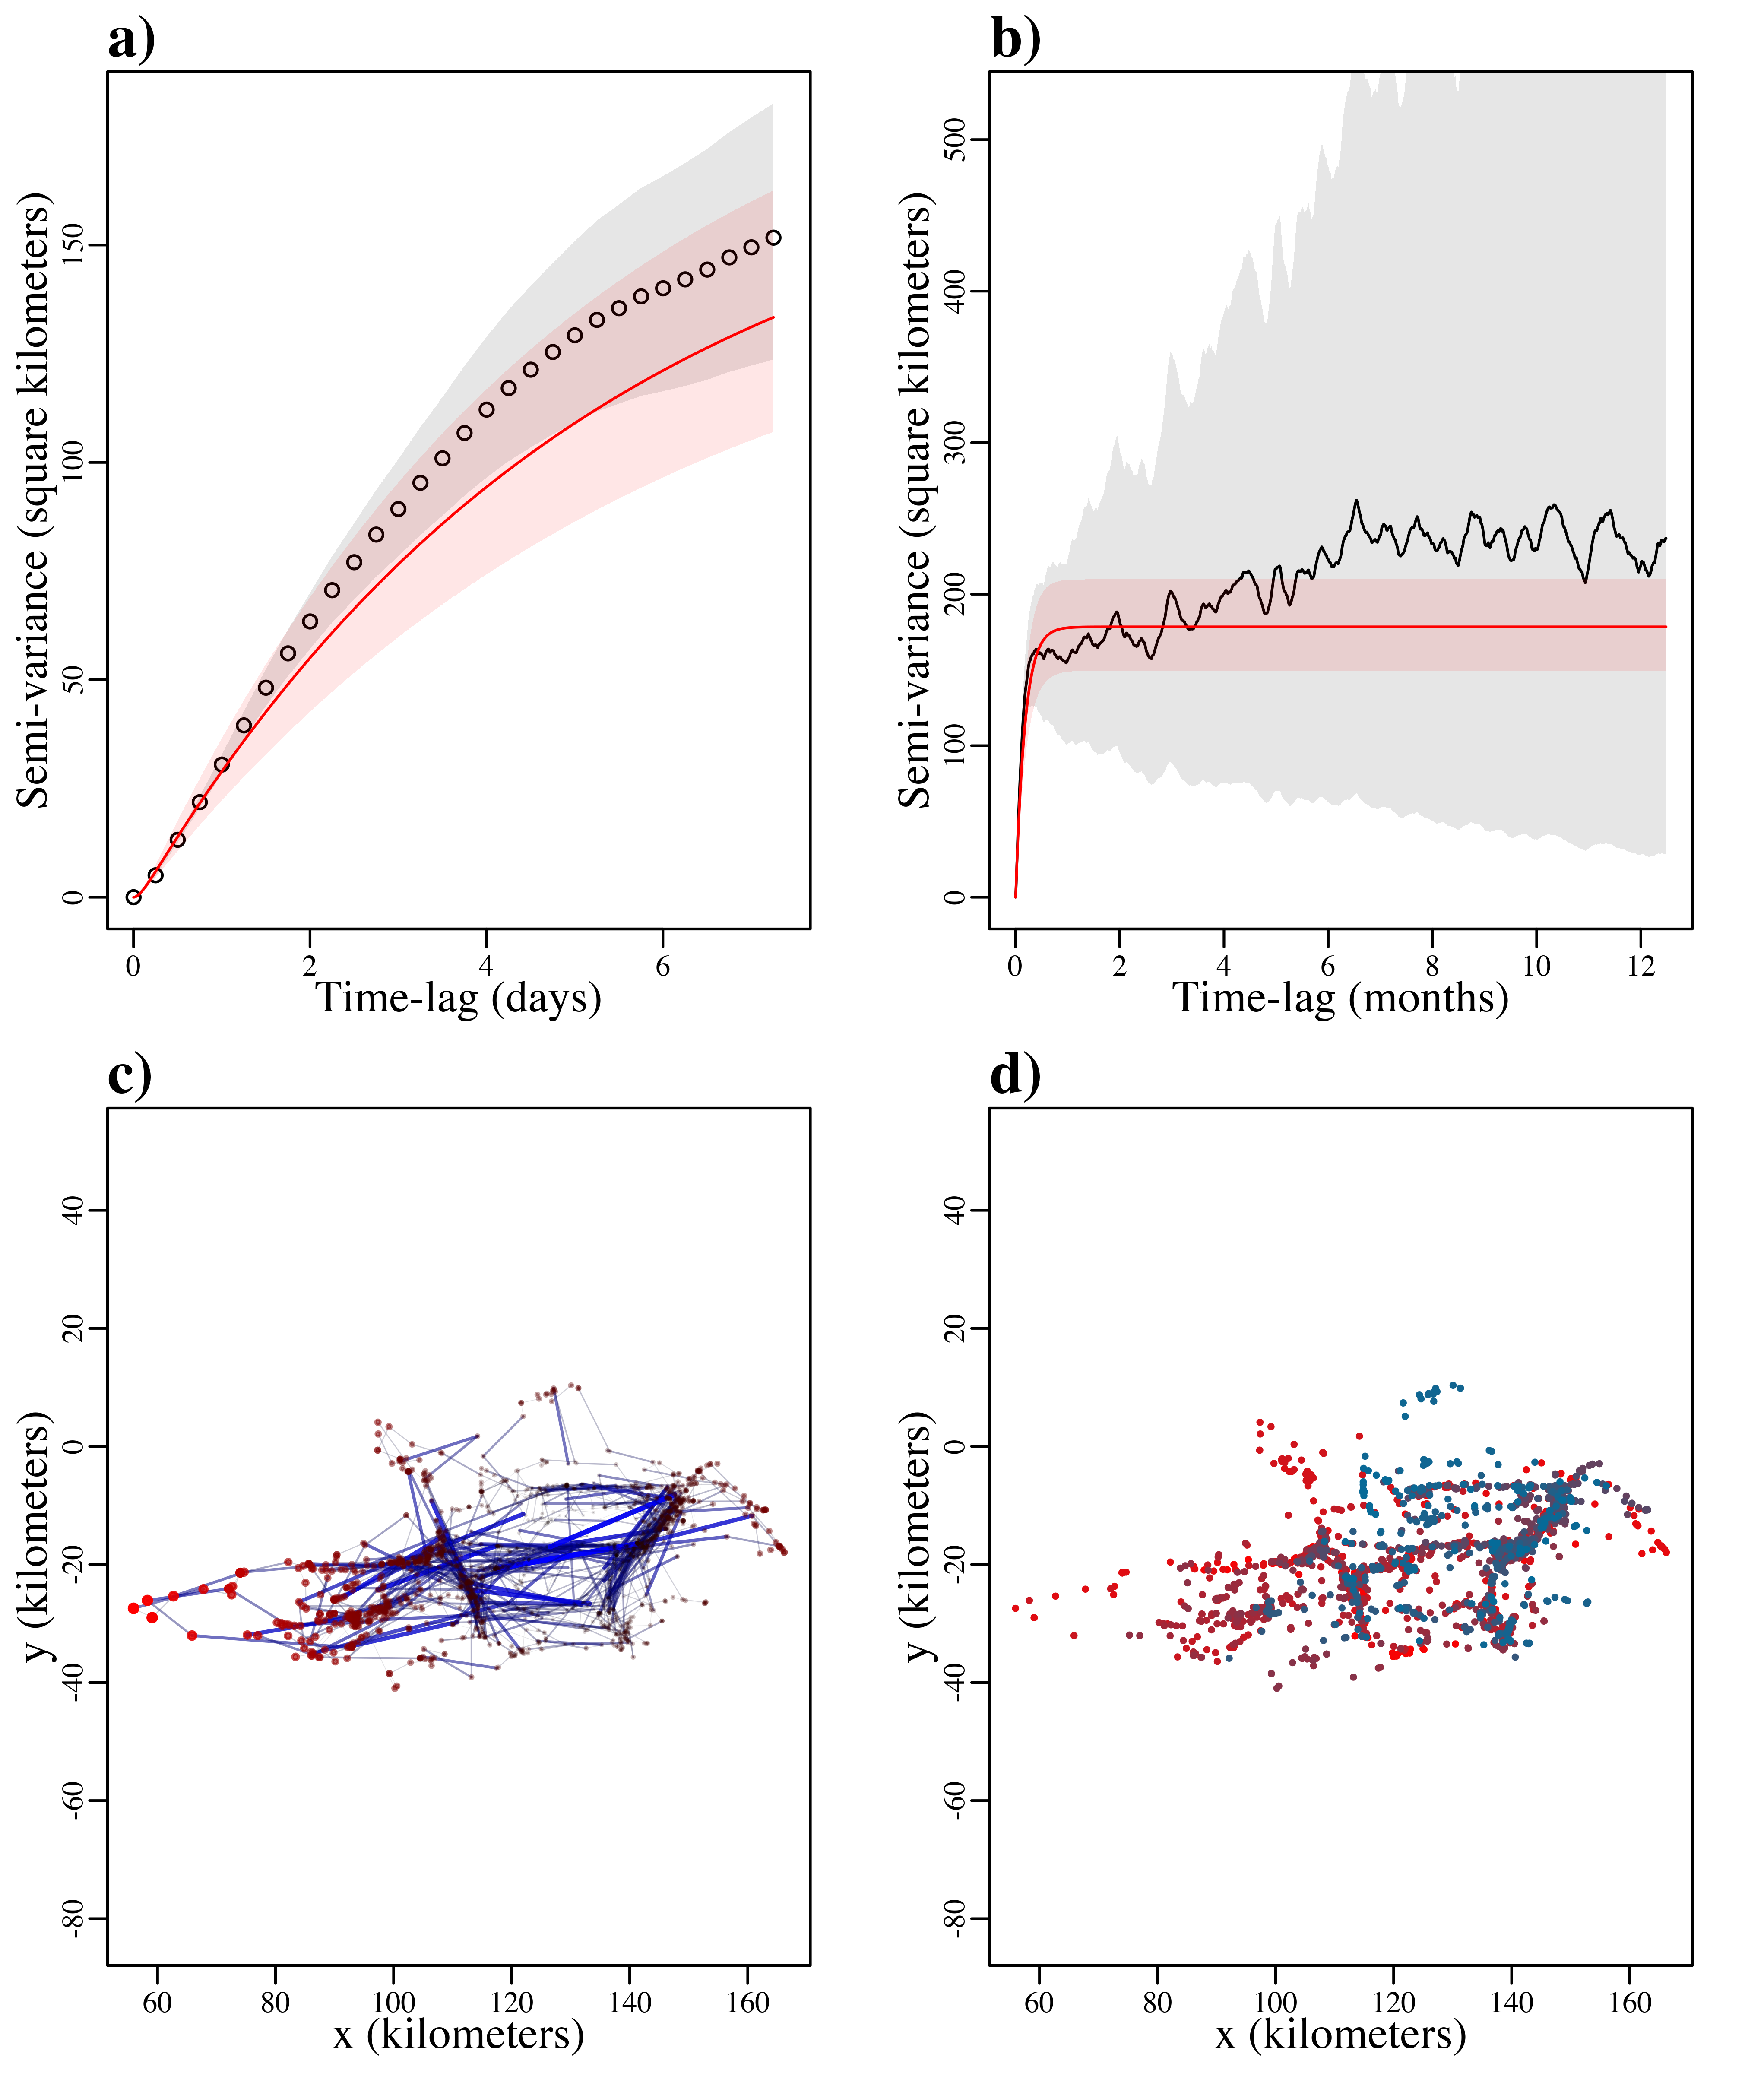 a)
Semi-variance (square kilometers)
150
100
50
0
0 2 4 6
Time-lag (days)
b)
Semi-variance (square kilometers)
500
400
300
200
100
0
0 2 4 6 8 10 12
Time-lag (months)
c)
y (kilometers)
40
20
0
-20
-40
-60
-80
60 80 100 120 140 160
x (kilometers)
d)
y (kilometers)
40
20
0
-20
-40
-60
-80
60 80 100 120 140 160
x (kilometers)